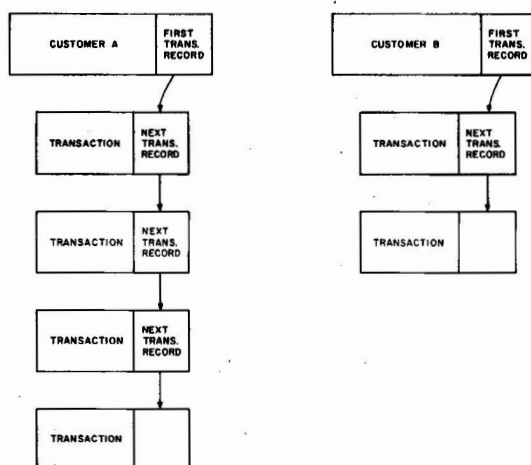 CUSTOMER A
FIRST
TRANS.
RECORD
TRANSACTION
NEXT
TRANS.
RECORD
TRANSACTION
NEXT
TRANS.
RECORD
TRANSACTION
NEXT
TRANS.
RECORD
TRANSACTION
CUSTOMER B
FIRST
TRANS.
RECORD
TRANSACTION
NEXT
TRANS.
RECORD
TRANSACTION